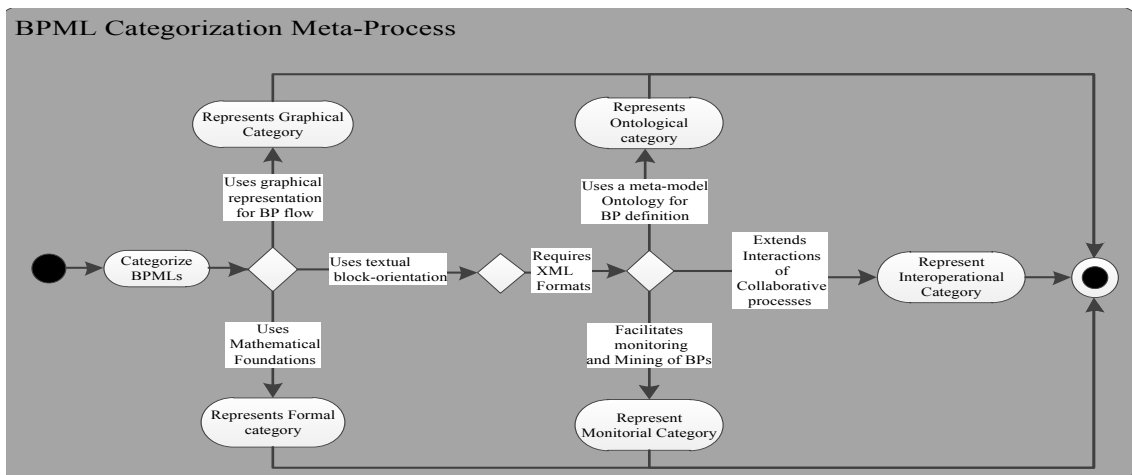 BPML Categorization Meta-Process
Represents Graphical
Category
Represents
Ontological
category
Uses graphical
representation
for BP flow
Uses a meta-model
Ontology for
BP definition
Categorize
BPMLs
Uses textual
block-orientation
Requires
XML
Formats
Extends
Interactions
of
Collaborative
processes
Represent
Interoperational
Category
Uses
Mathematical
Foundations
Facilitates
monitoring
and Mining of BPs
Represents Formal
category
Represent
Monitorial Category